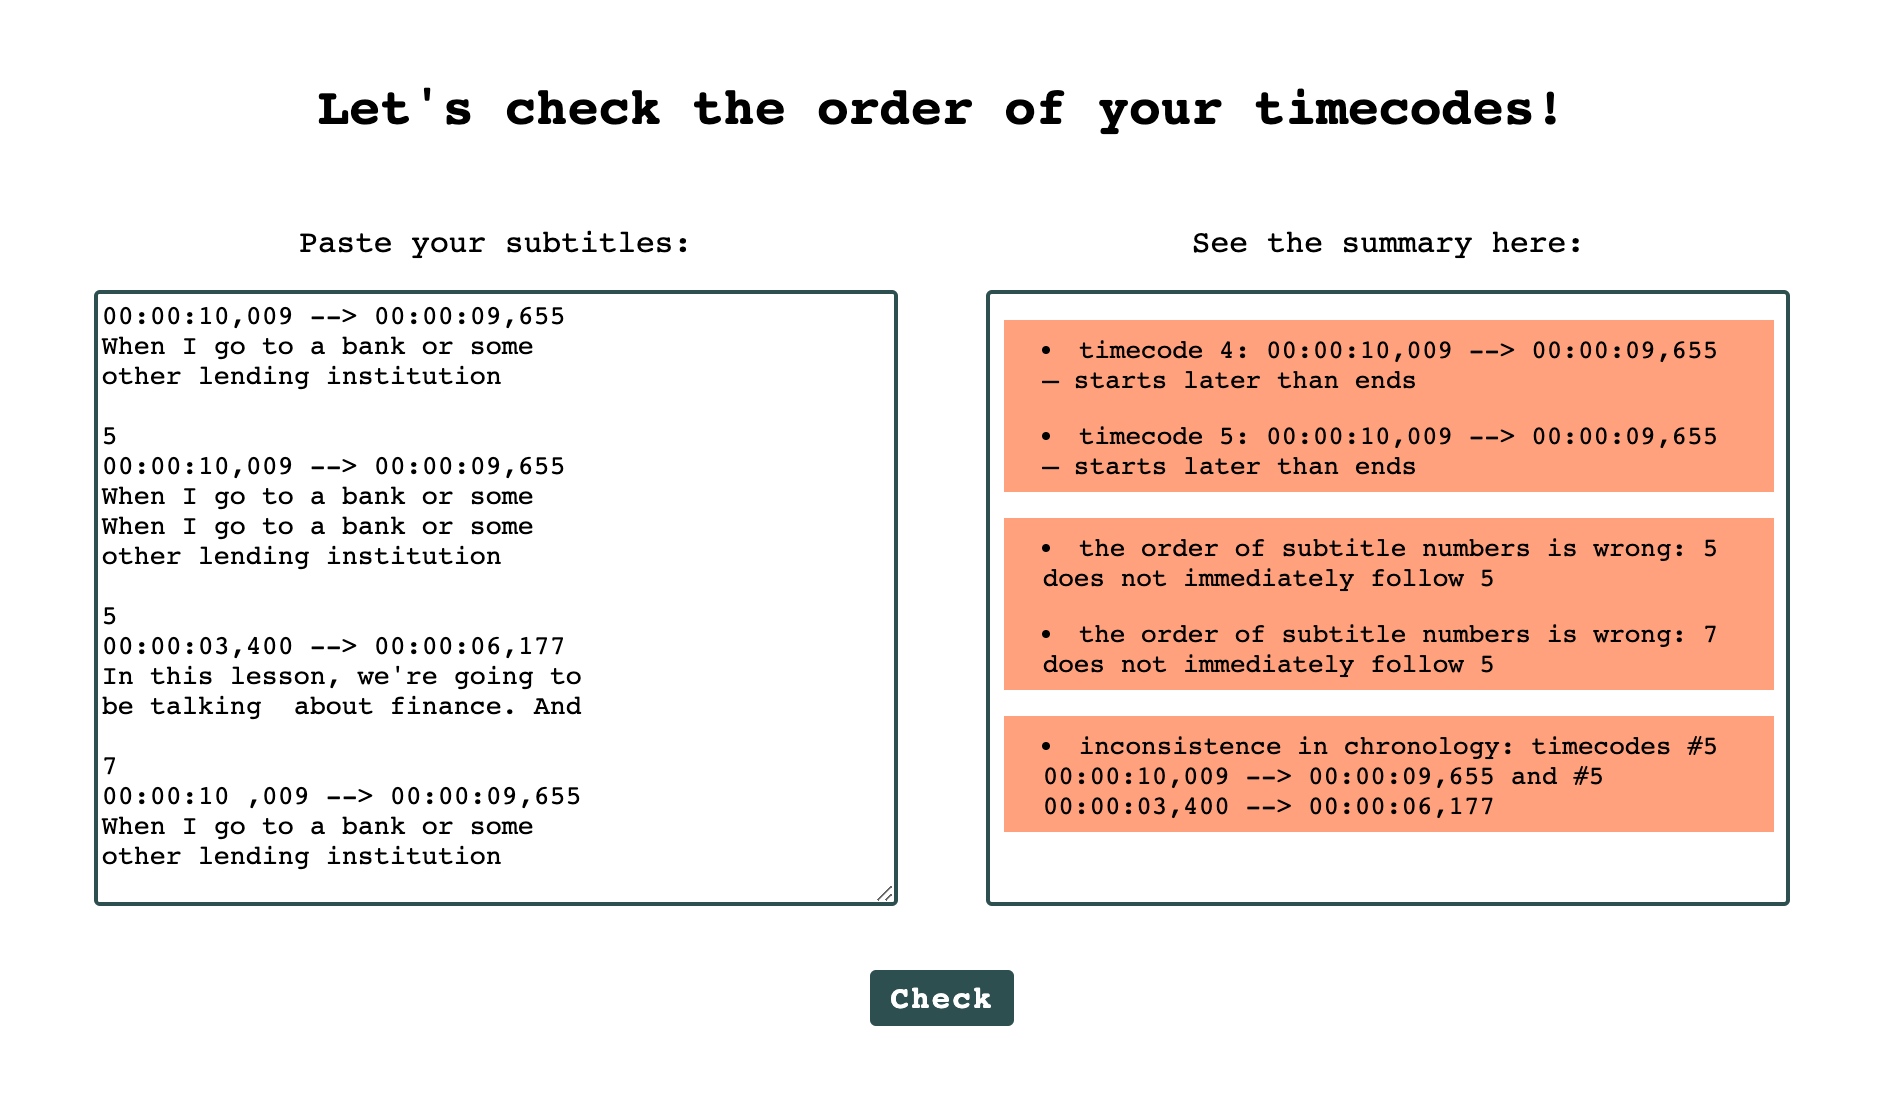 Let's check the order of your timecodes!
Paste your subtitles:
00:00:10,009 --> 00:00:09,655
When I go to a bank or some
other lending institution
5
00:00:10,009 --> 00:00:09,655
When I go to a bank or some
When I go to a bank or some
other lending institution
5
00:00:03,400 --> 00:00:06,177
In this lesson, we're going to
be talking  about finance. And
7
00:00:10 ,009 --> 00:00:09,655
When I go to a bank or some
other lending institution
See the summary here:
• timecode 4: 00:00:10,009 --> 00:00:09,655
— starts later than ends
• timecode 5: 00:00:10,009 --> 00:00:09,655
— starts later than ends
• the order of subtitle numbers is wrong: 5
does not immediately follow 5
• the order of subtitle numbers is wrong: 7
does not immediately follow 5
• inconsistence in chronology: timecodes #5
00:00:10,009 --> 00:00:09,655 and #5
00:00:03,400 --> 00:00:06,177
Check